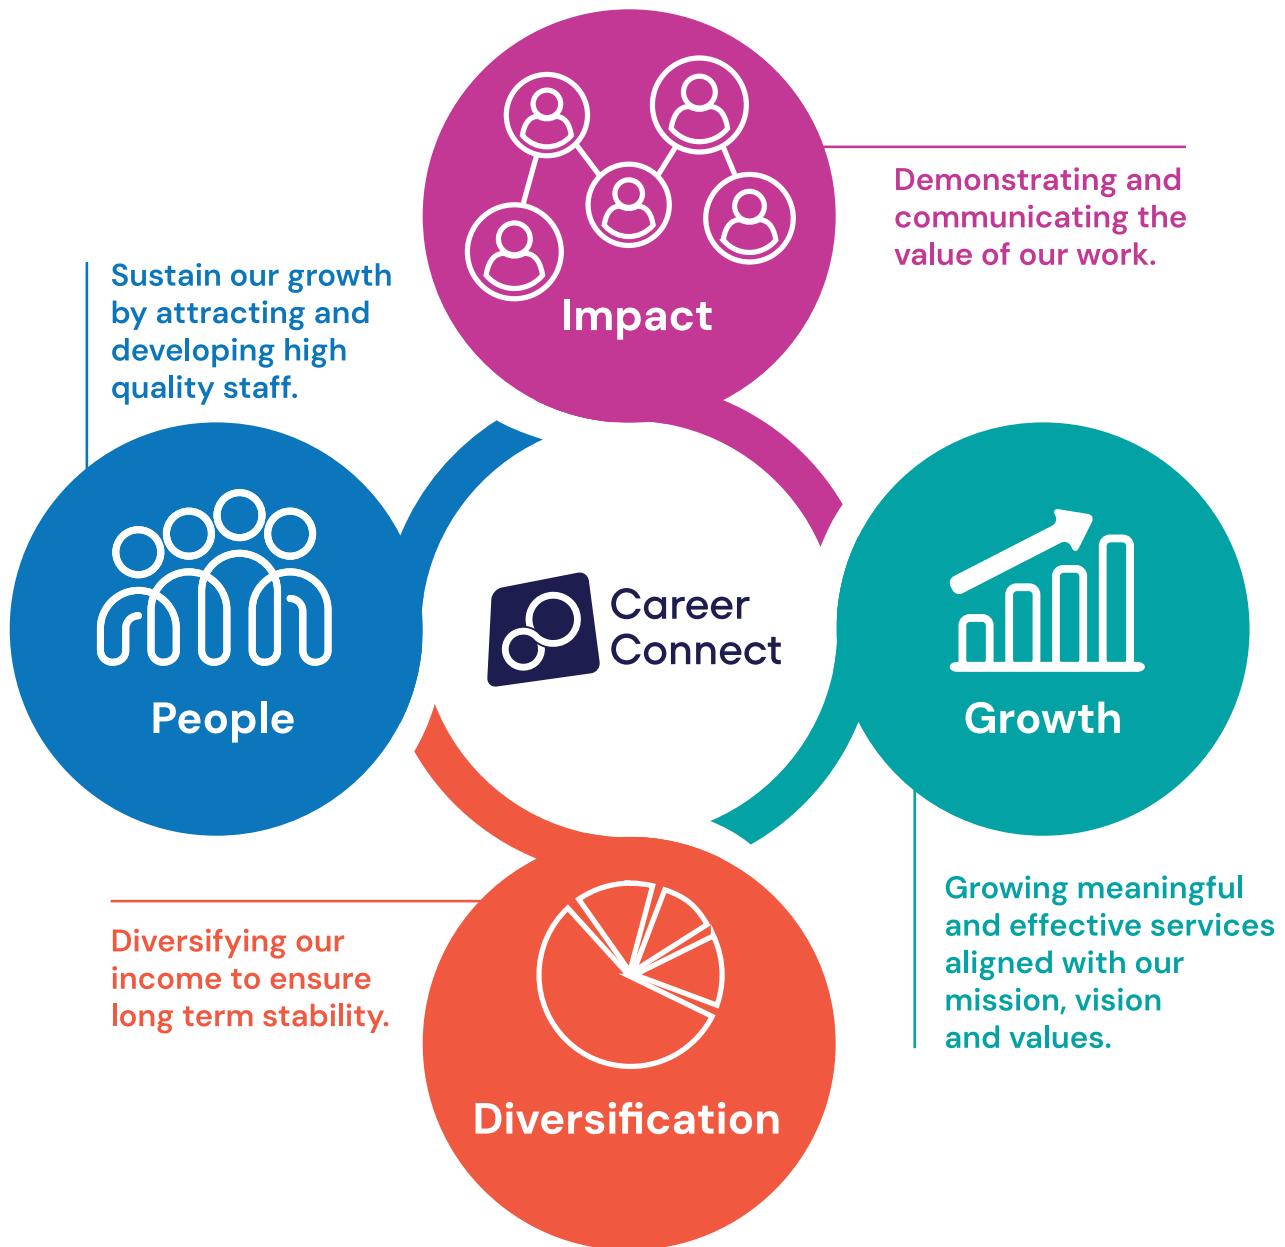 Impact
Demonstrating and
communicating the
value of our work.
Sustain our growth
by attracting and
developing high
quality staff.
People
Career
Connect
Growth
Growing meaningful
and effective services
aligned with our
mission, vision
and values.
Diversifying our
income to ensure
long term stability.
Diversification